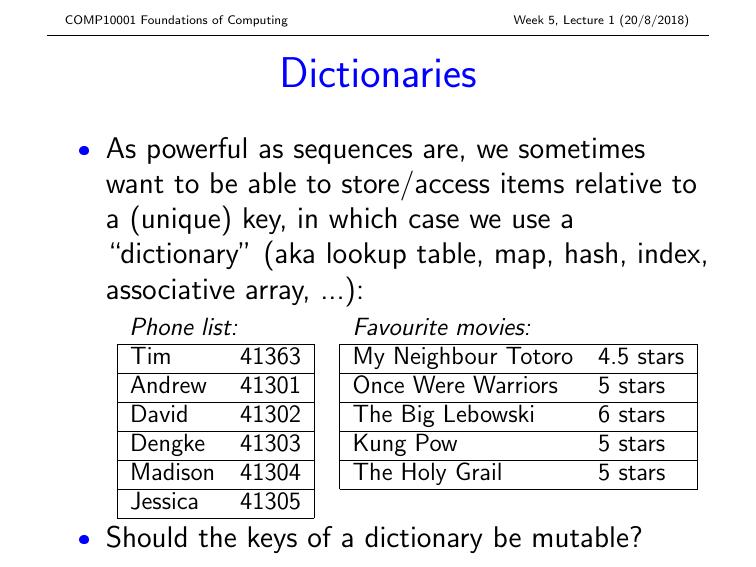 COMP10001 Foundations of Computing Week 5, Lecture 1 (20/8/2018)
Dictionaries
• As powerful as sequences are, we sometimes
want to be able to store/access items relative to
a (unique) key, in which case we use a
“dictionary” (aka lookup table, map, hash, index,
associative array, ...):
Phone list:
Tim 41363
Andrew 41301
David 41302
Dengke 41303
Madison 41304
Jessica 41305
Favourite movies:
My Neighbour Totoro 4.5 stars
Once Were Warriors 5 stars
The Big Lebowski 6 stars
Kung Pow 5 stars
The Holy Grail 5 stars
• Should the keys of a dictionary be mutable?